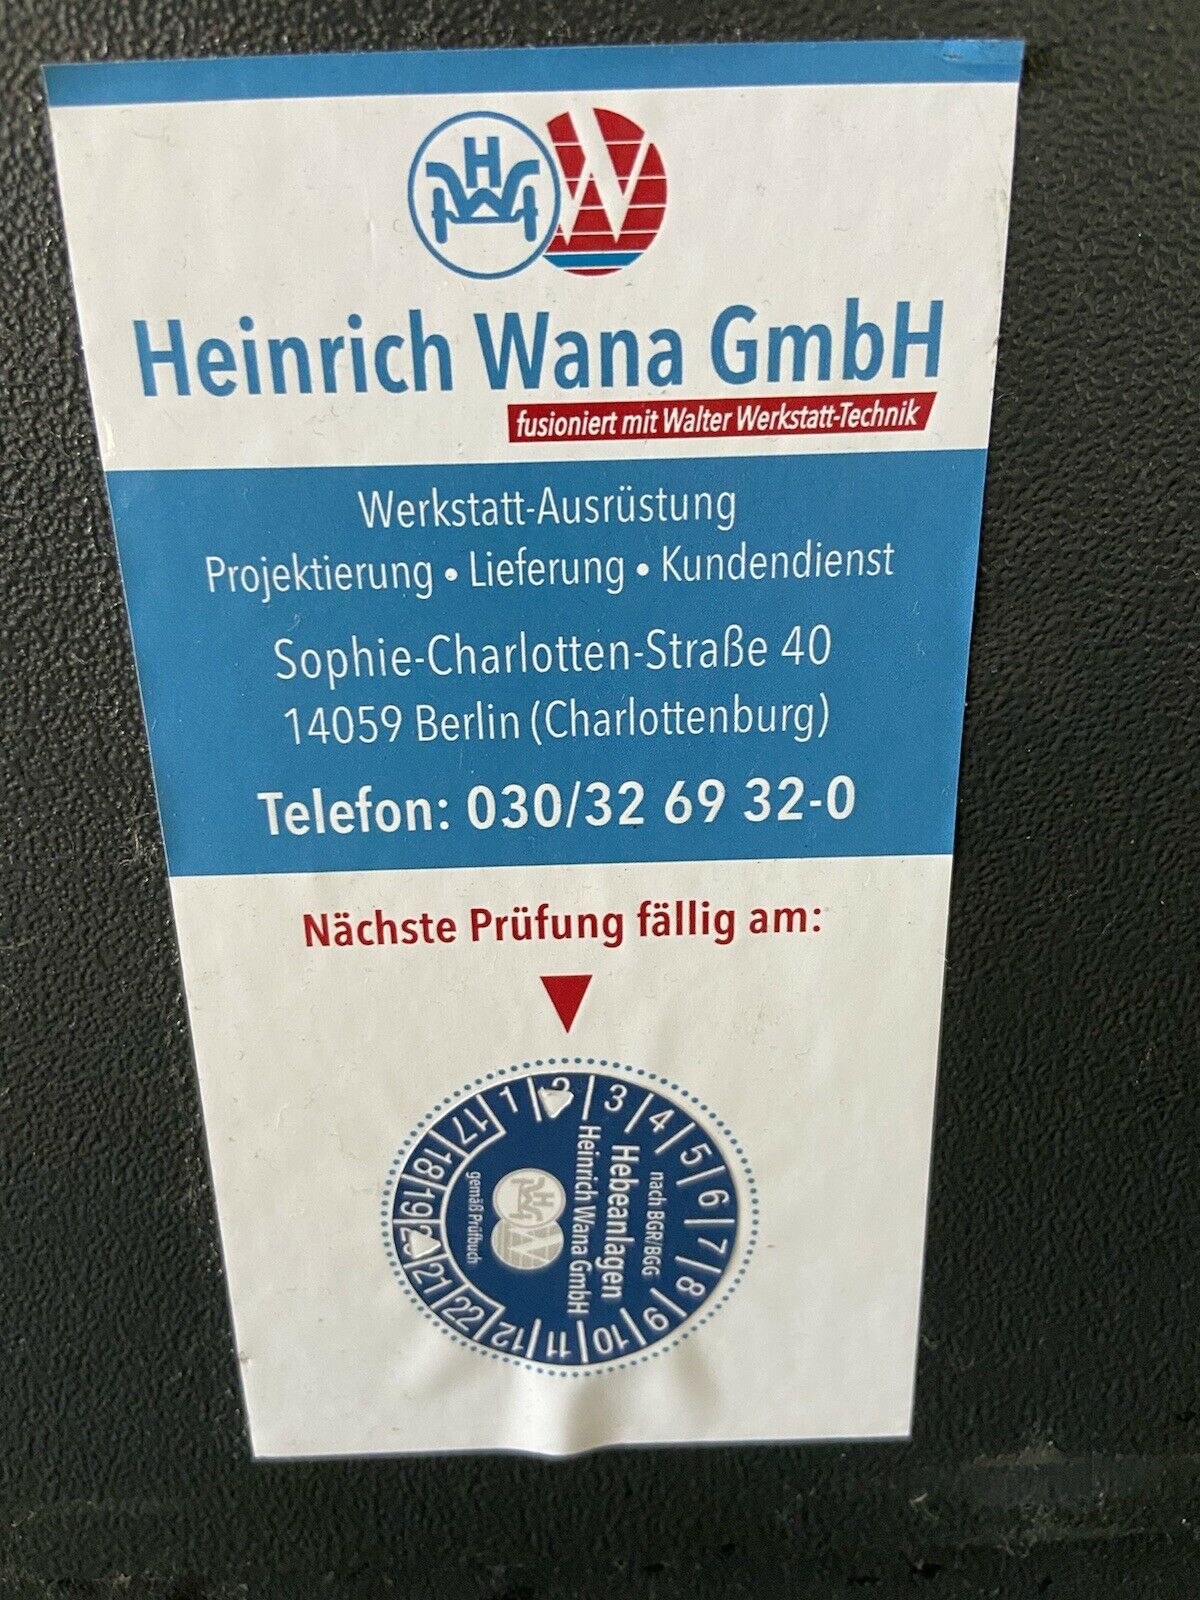 HW
W
Heinrich Wana GmbH
fusioniert mit Walter Werkstatt-Technik
Werkstatt-Ausrüstung
Projektierung • Lieferung • Kundendienst
Sophie-Charlotten-Straße 40
14059 Berlin (Charlottenburg)
Telefon: 030/32 69 32-0
Nächste Prüfung fällig am:
1 2 3 4 5 6 7 8 9 10 11 12
17 18 19 20 21 22
nach BGR/BGG
Hebeanlagen
Heinrich Wana GmbH
HW W
gemäß Prüfbuch